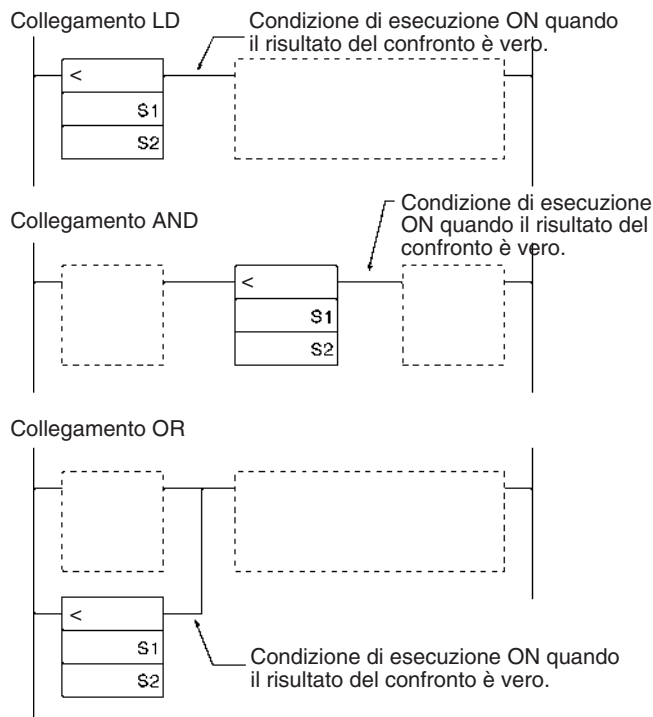 Collegamento LD
Condizione di esecuzione ON quando
il risultato del confronto è vero.
<
S1
S2
Collegamento AND
Condizione di esecuzione
ON quando il risultato del
confronto è vero.
<
S1
S2
Collegamento OR
<
S1
S2
Condizione di esecuzione ON quando
il risultato del confronto è vero.